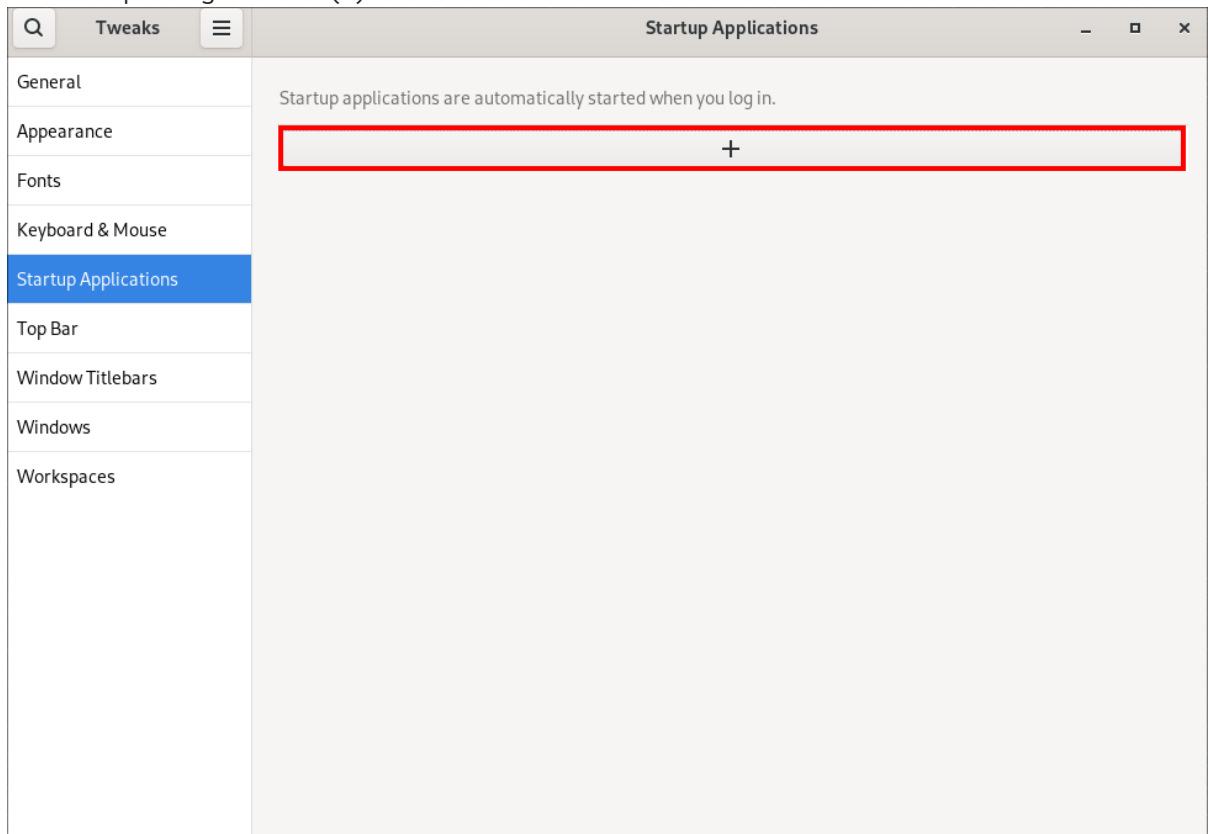 Tweaks
Startup Applications
General
Startup applications are automatically started when you log in.
Appearance
+
Fonts
Keyboard & Mouse
Startup Applications
Top Bar
Window Titlebars
Windows
Workspaces